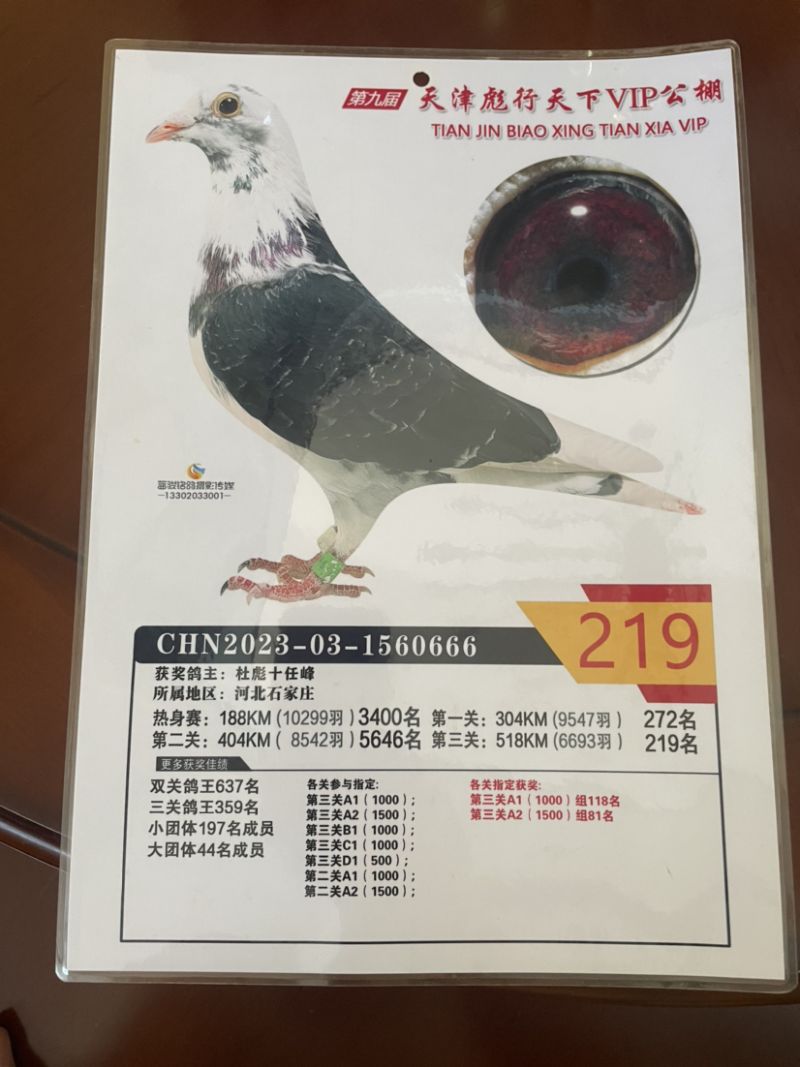 第九届 天津彪行天下VIP公棚
TIAN JIN BIAO XING TIAN XIA VIP
13302033001
CHN2023-03-1560666
219
获奖鸽主：杜彪十任峰
所属地区：河北石家庄
热身赛：188KM(10299羽)3400名 第一关：304KM(9547羽） 272名
第二关：404KM( 8542羽)5646名 第三关：518KM(6693羽） 219名
更多获奖佳绩
双关鸽王637名
三关鸽王359名
小团体197名成员
大团体44名成员
各关参与指定：
第三关A1（1000）；
第三关A2（1500）；
第三关B1（1000）；
第三关C1（1000）；
第三关D1（500）；
第二关A1（1000）；
第二关A2（1500）；
各关指定获奖：
第三关A1（1000）组118名
第三关A2（1500）组81名